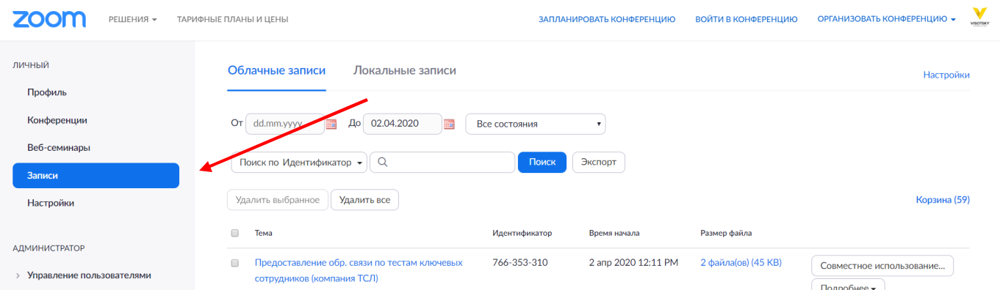 zoom РЕШЕНИЯ ТАРИФНЫЕ ПЛАНЫ И ЦЕНЫ ЗАПЛАНИРОВАТЬ КОНФЕРЕНЦИЮ ВОЙТИ В КОНФЕРЕНЦИЮ ОРГАНИЗОВАТЬ КОНФЕРЕНЦИЮ VISOTSKY
ЛИЧНЫЙ
Профиль
Конференции
Веб-семинары
Записи
Настройки
АДМИНИСТРАТОР
Управление пользователями
Облачные записи Локальные записи Настройки
От dd.mm.yyyy До 02.04.2020 Все состояния
Поиск по Идентификатор Поиск Экспорт
Удалить выбранное Удалить все Корзина (59)
Тема Идентификатор Время начала Размер файла
Предоставление обр. связи по тестам ключевых 766-353-310 2 апр 2020 12:11 PM 2 файла(ов) (45 KB) Совместное использование...
сотрудников (компания ТСЛ)
Подробнее